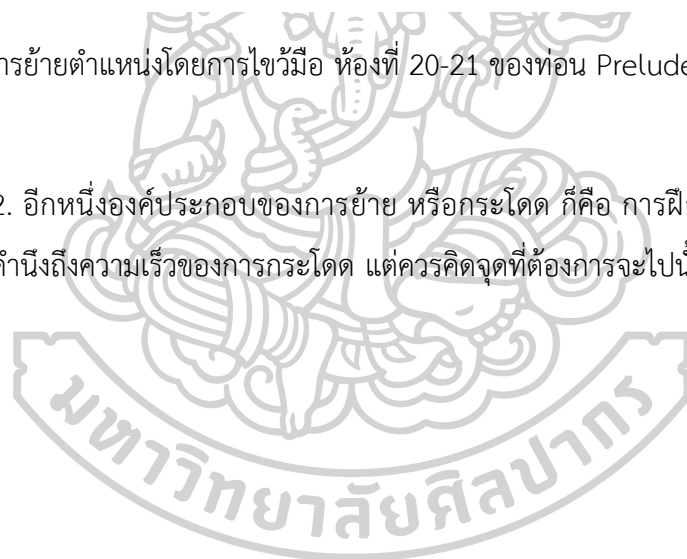 ารย้ายตำแหน่งโดยการไขว้มือ ห้องที่ 20-21 ของท่อน Prelude
2. อีกหนึ่งองค์ประกอบของการย้าย หรือกระโดด ก็คือ การฝึก
คำนึงถึงความเร็วของการกระโดด แต่ควรคิดจุดที่ต้องการจะไปนั้
มหาวิทยาลัยศิลปากร